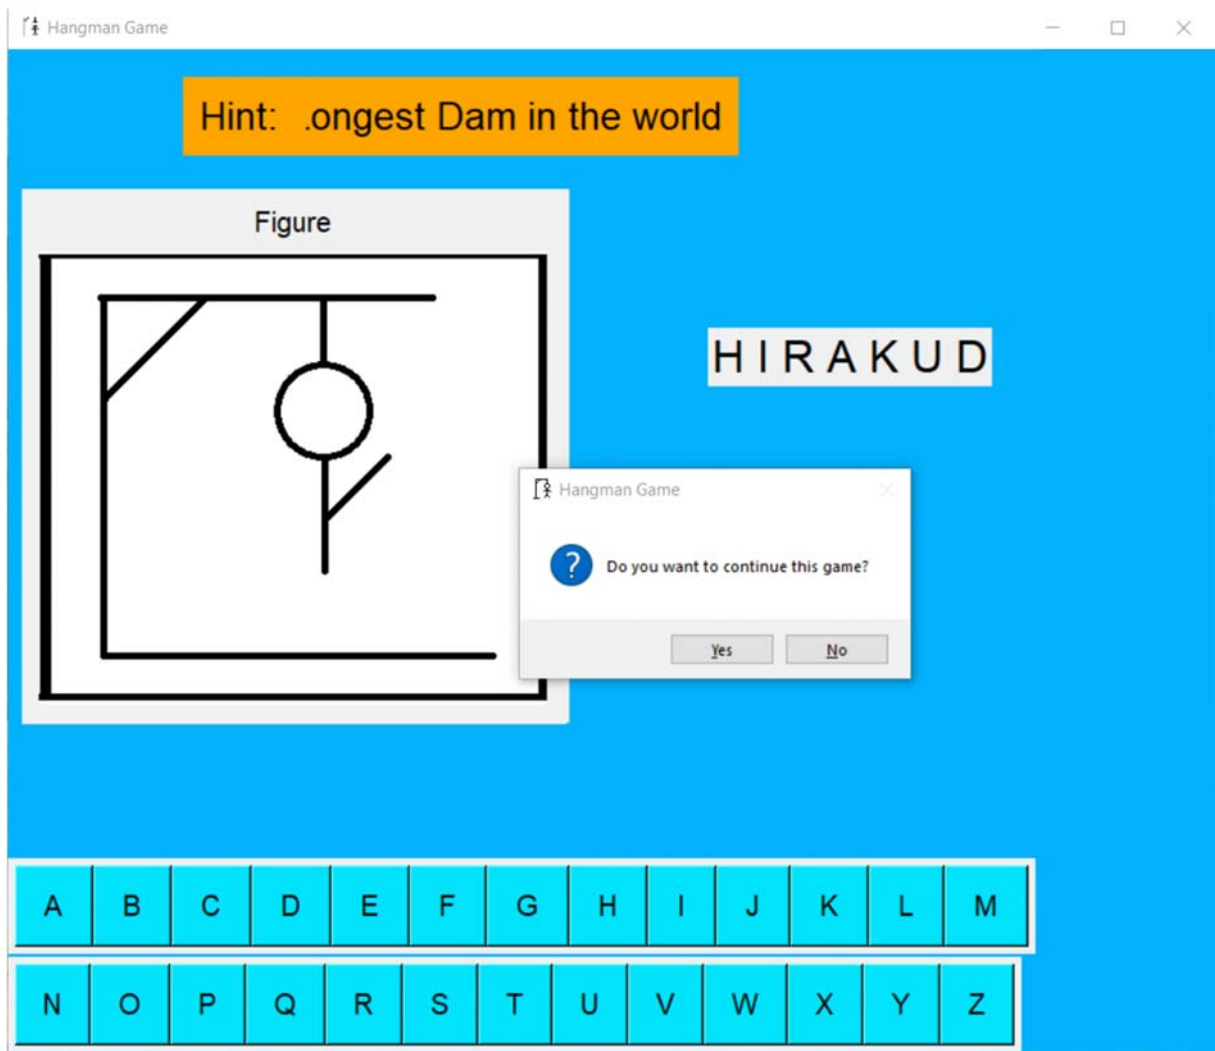 Hangman Game
Hint: .ongest Dam in the world
Figure
H I R A K U D
Hangman Game
? Do you want to continue this game?
Yes No
A B C D E F G H I J K L M
N O P Q R S T U V W X Y Z